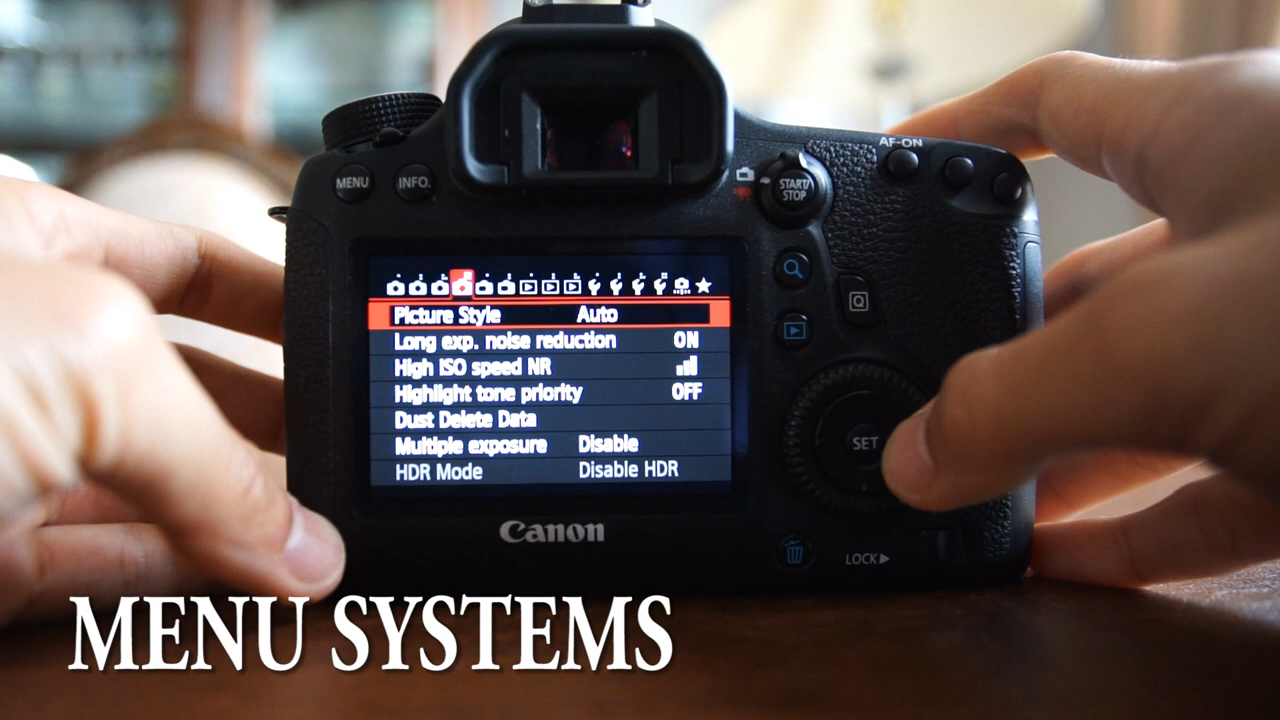 AF-ON
MENU INFO.
START/
STOP
Q
Picture Style Auto
Long exp. noise reduction ON
High ISO speed NR
Highlight tone priority OFF
Dust Delete Data
Multiple exposure Disable
HDR Mode Disable HDR
SET
Canon
LOCK
MENU SYSTEMS